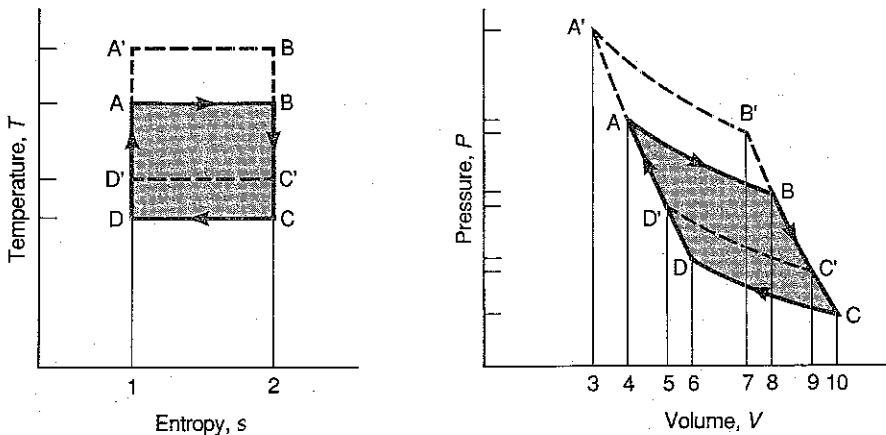 A' B
A B
D' C'
D C
Temperature, T
1 2
Entropy, s
A'
B'
A
B
D'
D
C'
C
Pressure, P
3 4 5 6 7 8 9 10
Volume, V